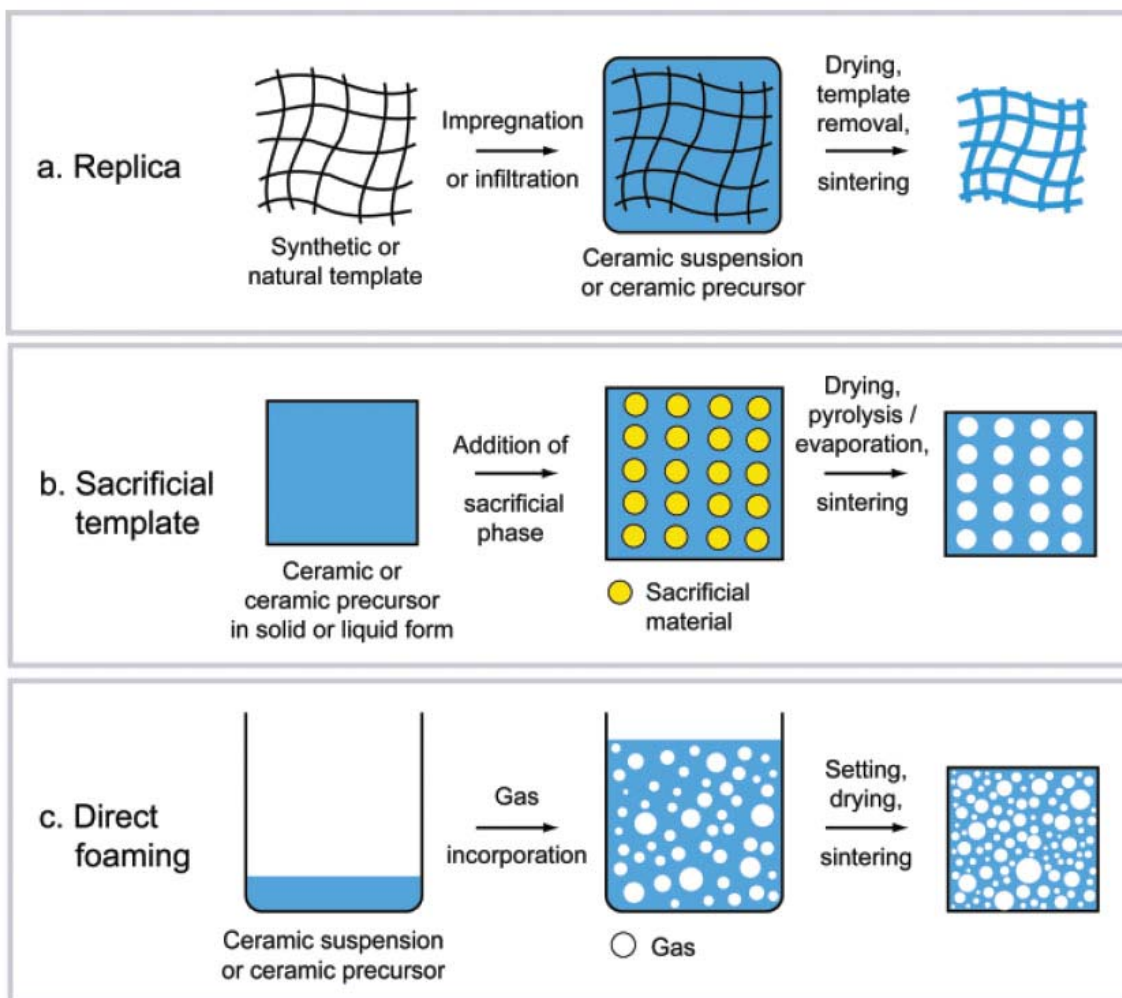 a. Replica
Synthetic or
natural template
Impregnation
or infiltration
Ceramic suspension
or ceramic precursor
Drying,
template
removal,
sintering
b. Sacrificial
template
Ceramic or
ceramic precursor
in solid or liquid form
Addition of
sacrificial
phase
Sacrificial
material
Drying,
pyrolysis /
evaporation,
sintering
c. Direct
foaming
Ceramic suspension
or ceramic precursor
Gas
incorporation
Gas
Setting,
drying,
sintering